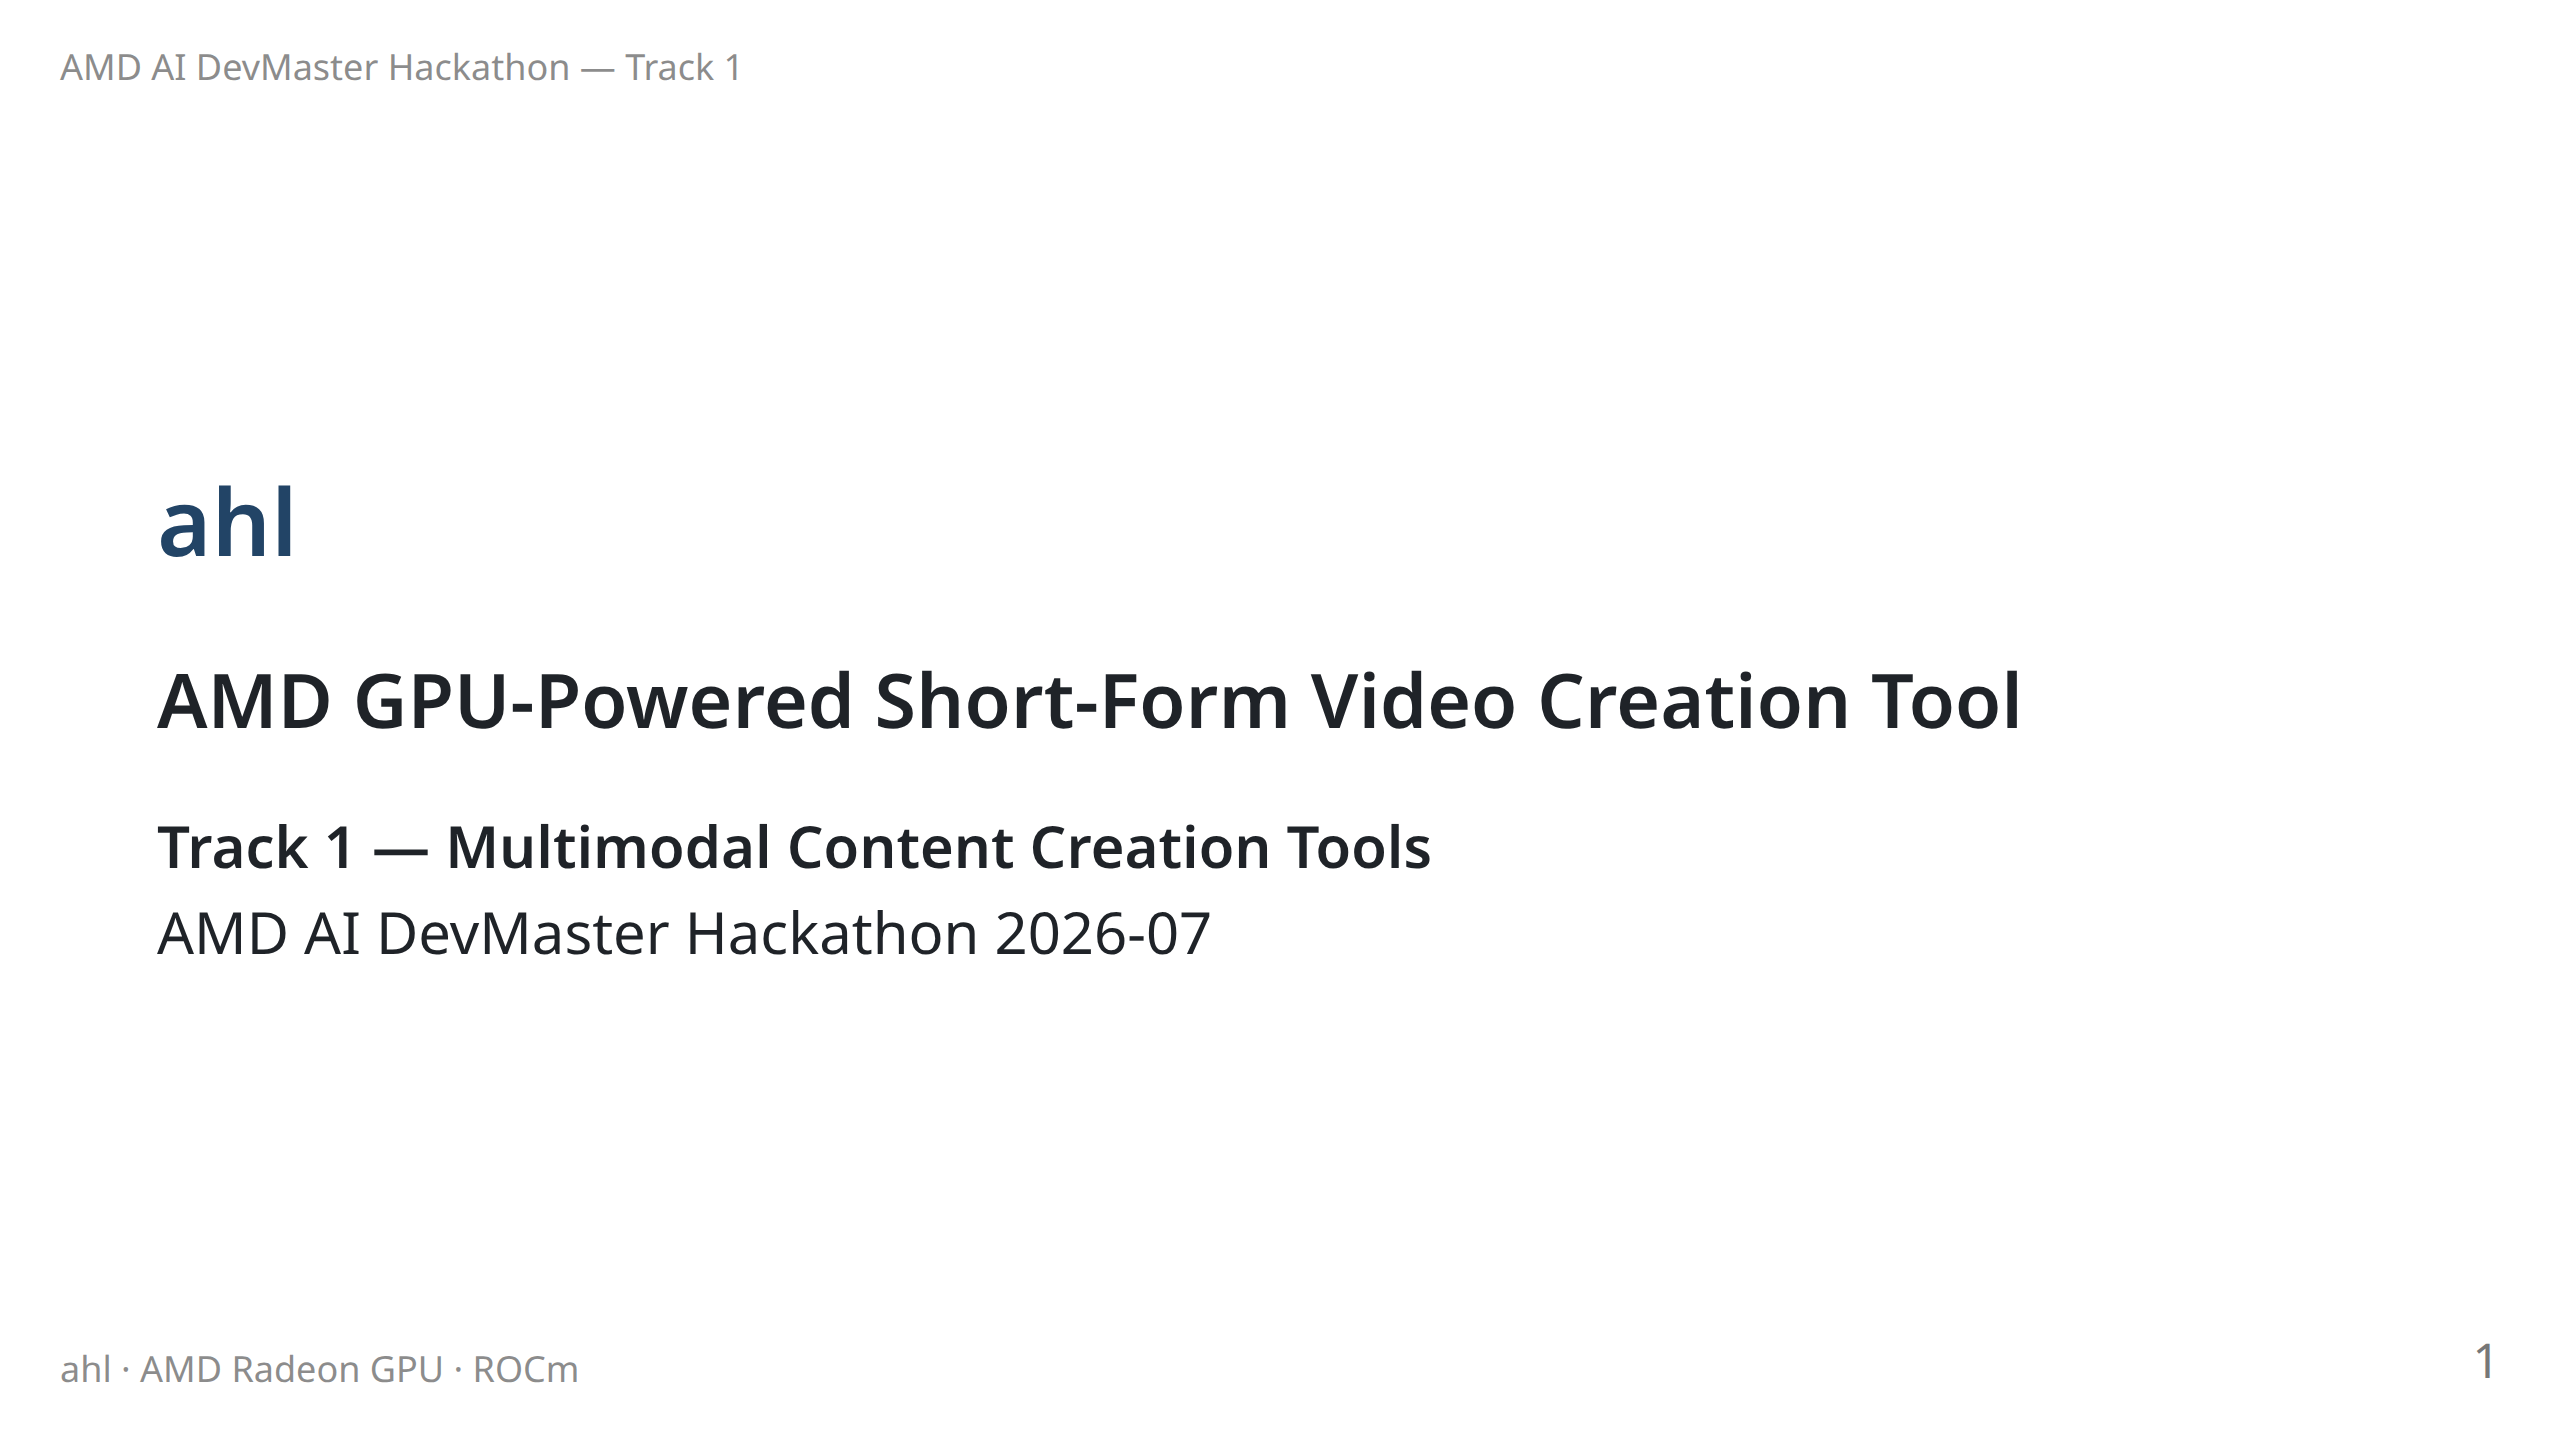 AMD AI DevMaster Hackathon — Track 1
ahl
AMD GPU-Powered Short-Form Video Creation Tool
Track 1 — Multimodal Content Creation Tools
AMD AI DevMaster Hackathon 2026-07
ahl · AMD Radeon GPU · ROCm
1